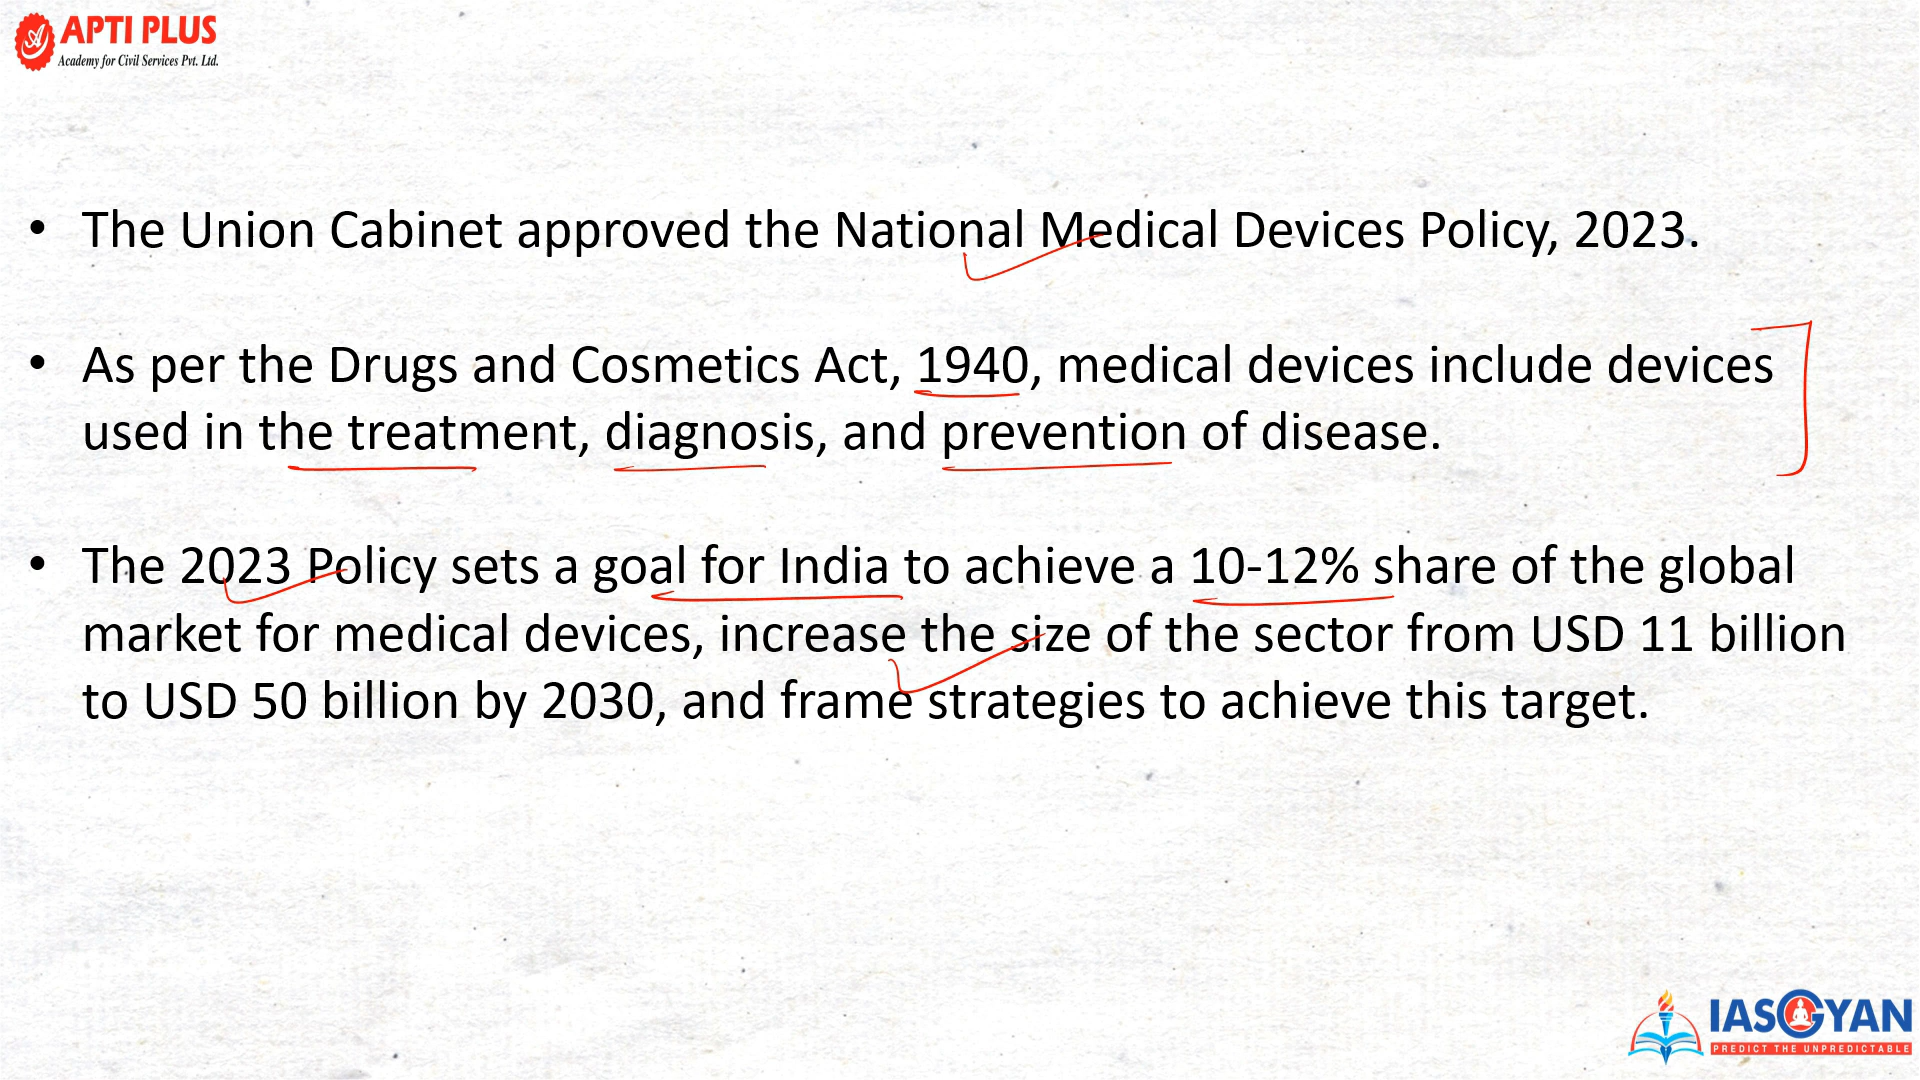 APTI PLUS
Academy for Civil Services Pvt. Ltd.
• The Union Cabinet approved the National Medical Devices Policy, 2023.
• As per the Drugs and Cosmetics Act, 1940, medical devices include devices
used in the treatment, diagnosis, and prevention of disease.
• The 2023 Policy sets a goal for India to achieve a 10-12% share of the global
market for medical devices, increase the size of the sector from USD 11 billion
to USD 50 billion by 2030, and frame strategies to achieve this target.
IASGYAN
PREDICT THE UNPREDICTABLE